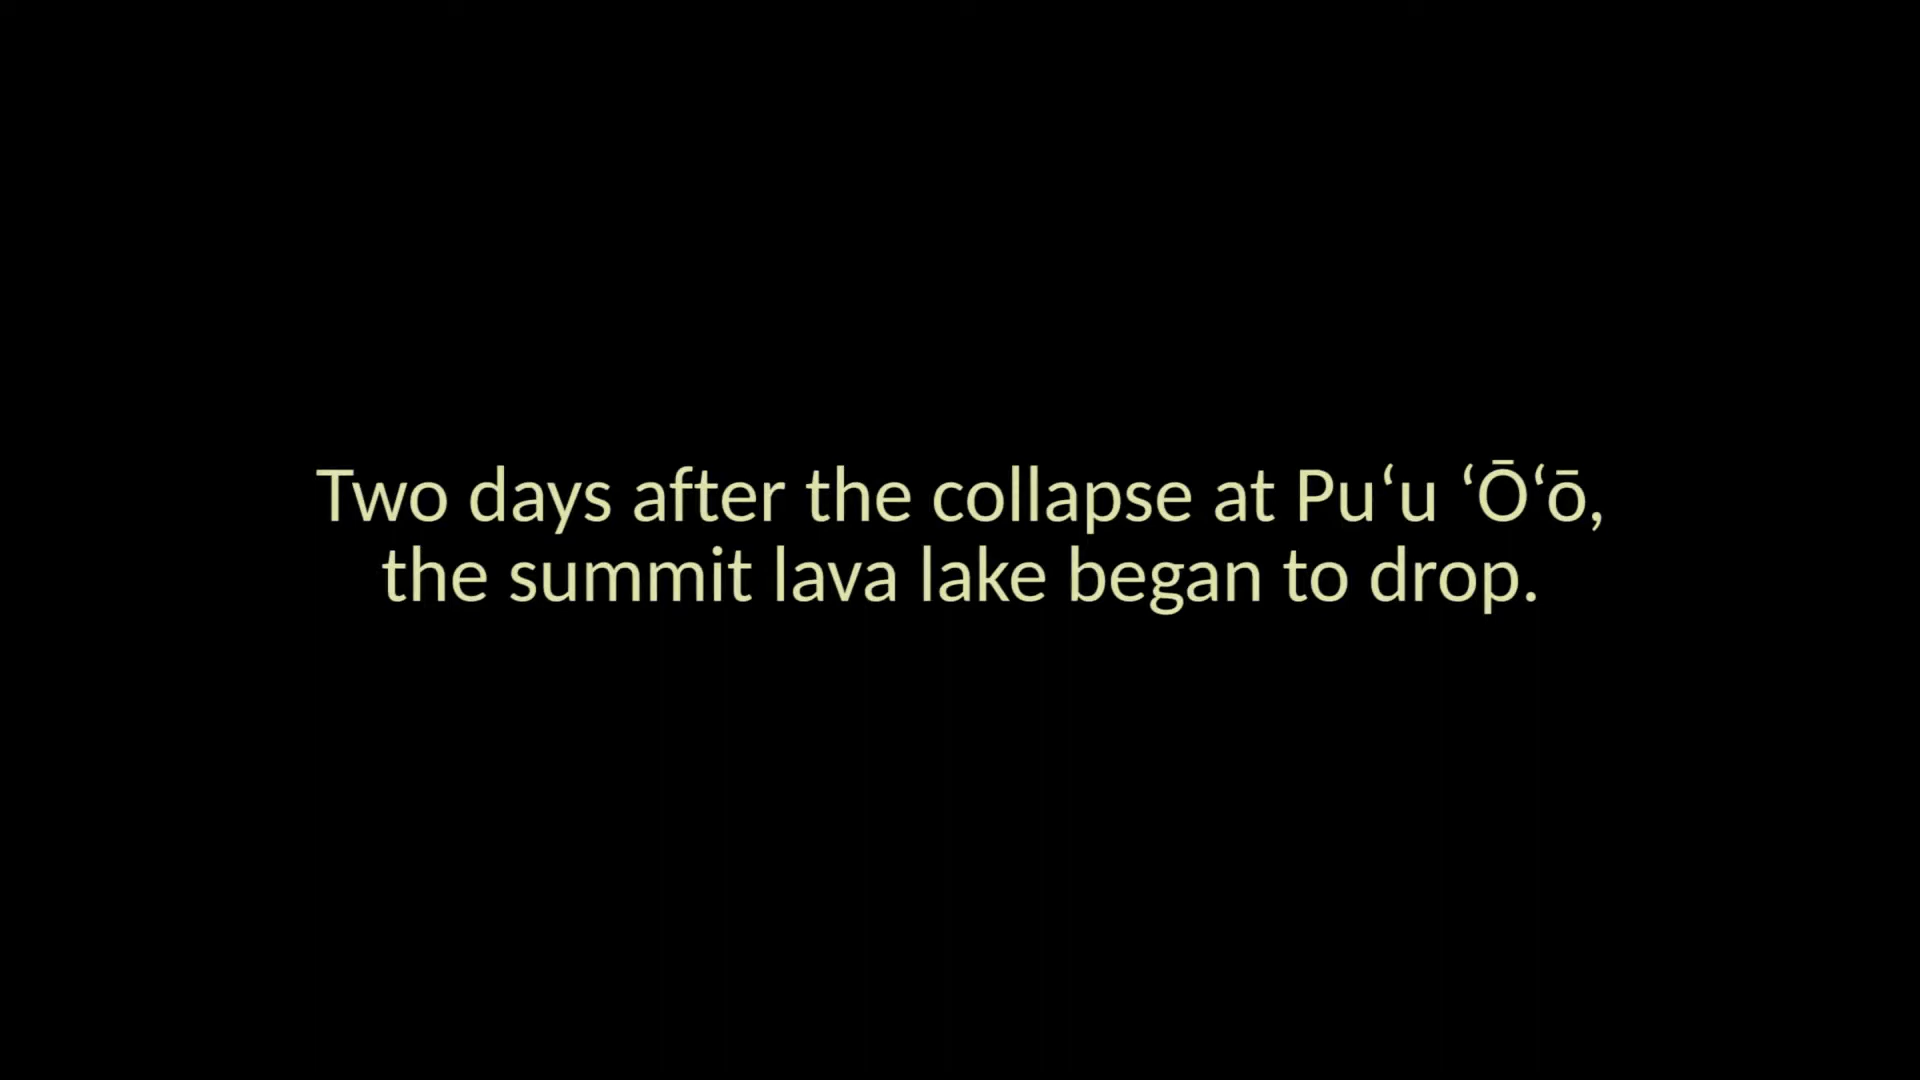 Two days after the collapse at Puʻu ʻŌʻō,
the summit lava lake began to drop.